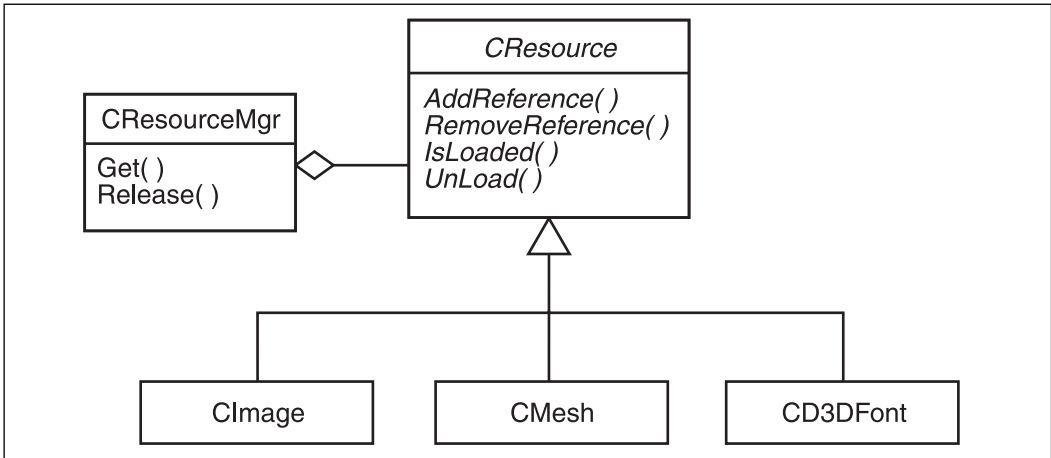 CResource
AddReference( )
RemoveReference( )
IsLoaded( )
UnLoad( )
CResourceMgr
Get( )
Release( )
CImage
CMesh
CD3DFont